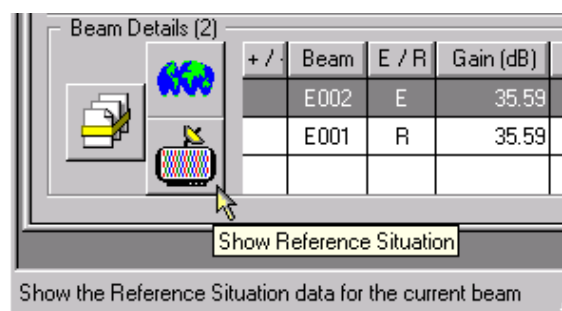 Beam Details (2)
+ / - Beam E / R Gain (dB)
E002 E 35.59
E001 R 35.59
Show Reference Situation
Show the Reference Situation data for the current beam